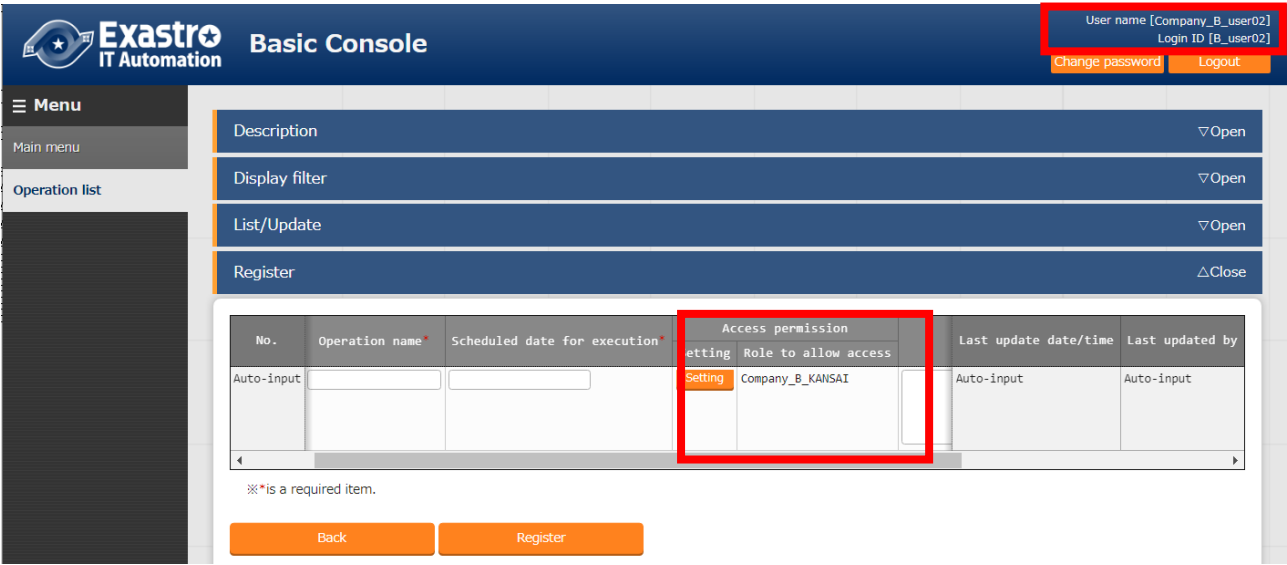 Exastro
IT Automation
Basic Console
User name [Company_B_user02]
Login ID [B_user02]
Change password
Logout
☰ Menu
Main menu
Operation list
Description ▽Open
Display filter ▽Open
List/Update ▽Open
Register △Close
No. Operation name* Scheduled date for execution* Access permission Last update date/time Last updated by
etting Role to allow access
Auto-input Setting Company_B_KANSAI Auto-input Auto-input
※*is a required item.
Back Register